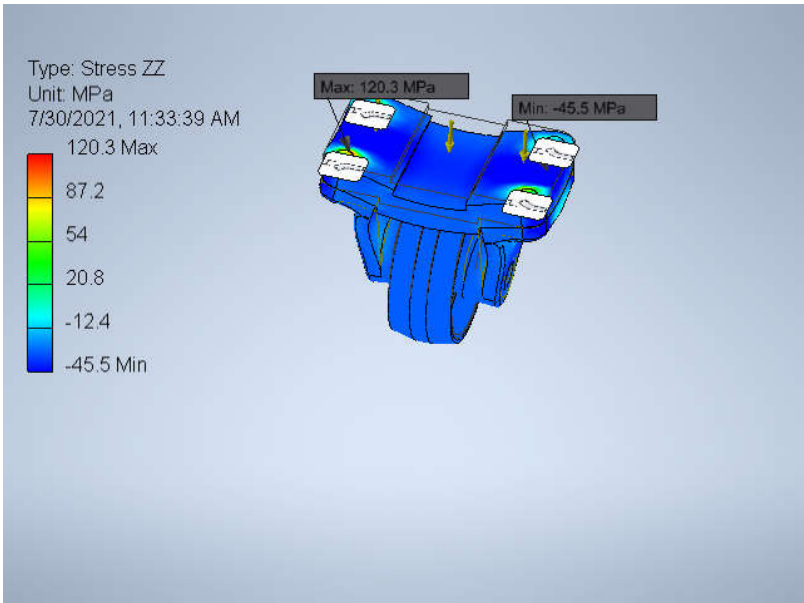 Type: Stress ZZ
Unit: MPa
7/30/2021, 11:33:39 AM
120.3 Max
87.2
54
20.8
-12.4
-45.5 Min
Max: 120.3 MPa
Min: -45.5 MPa